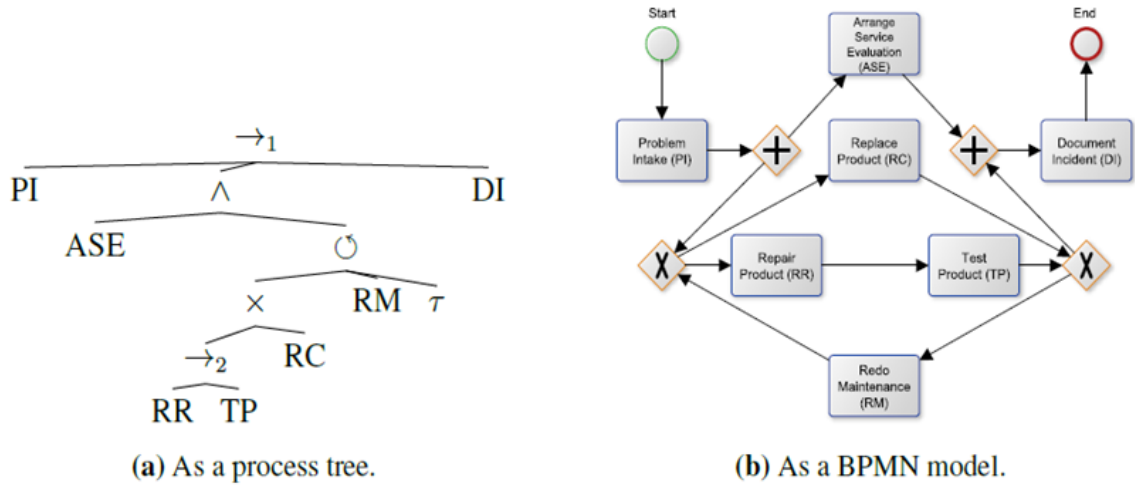 →1
PI
∧
DI
ASE
↺
×
RM
τ
→2
RC
RR
TP
(a) As a process tree.
Start
Arrange
Service
Evaluation
(ASE)
End
Problem
Intake (PI)
+
Replace
Product (RC)
+
Document
Incident (DI)
X
Repair
Product (RR)
Test
Product (TP)
X
Redo
Maintenance
(RM)
(b) As a BPMN model.